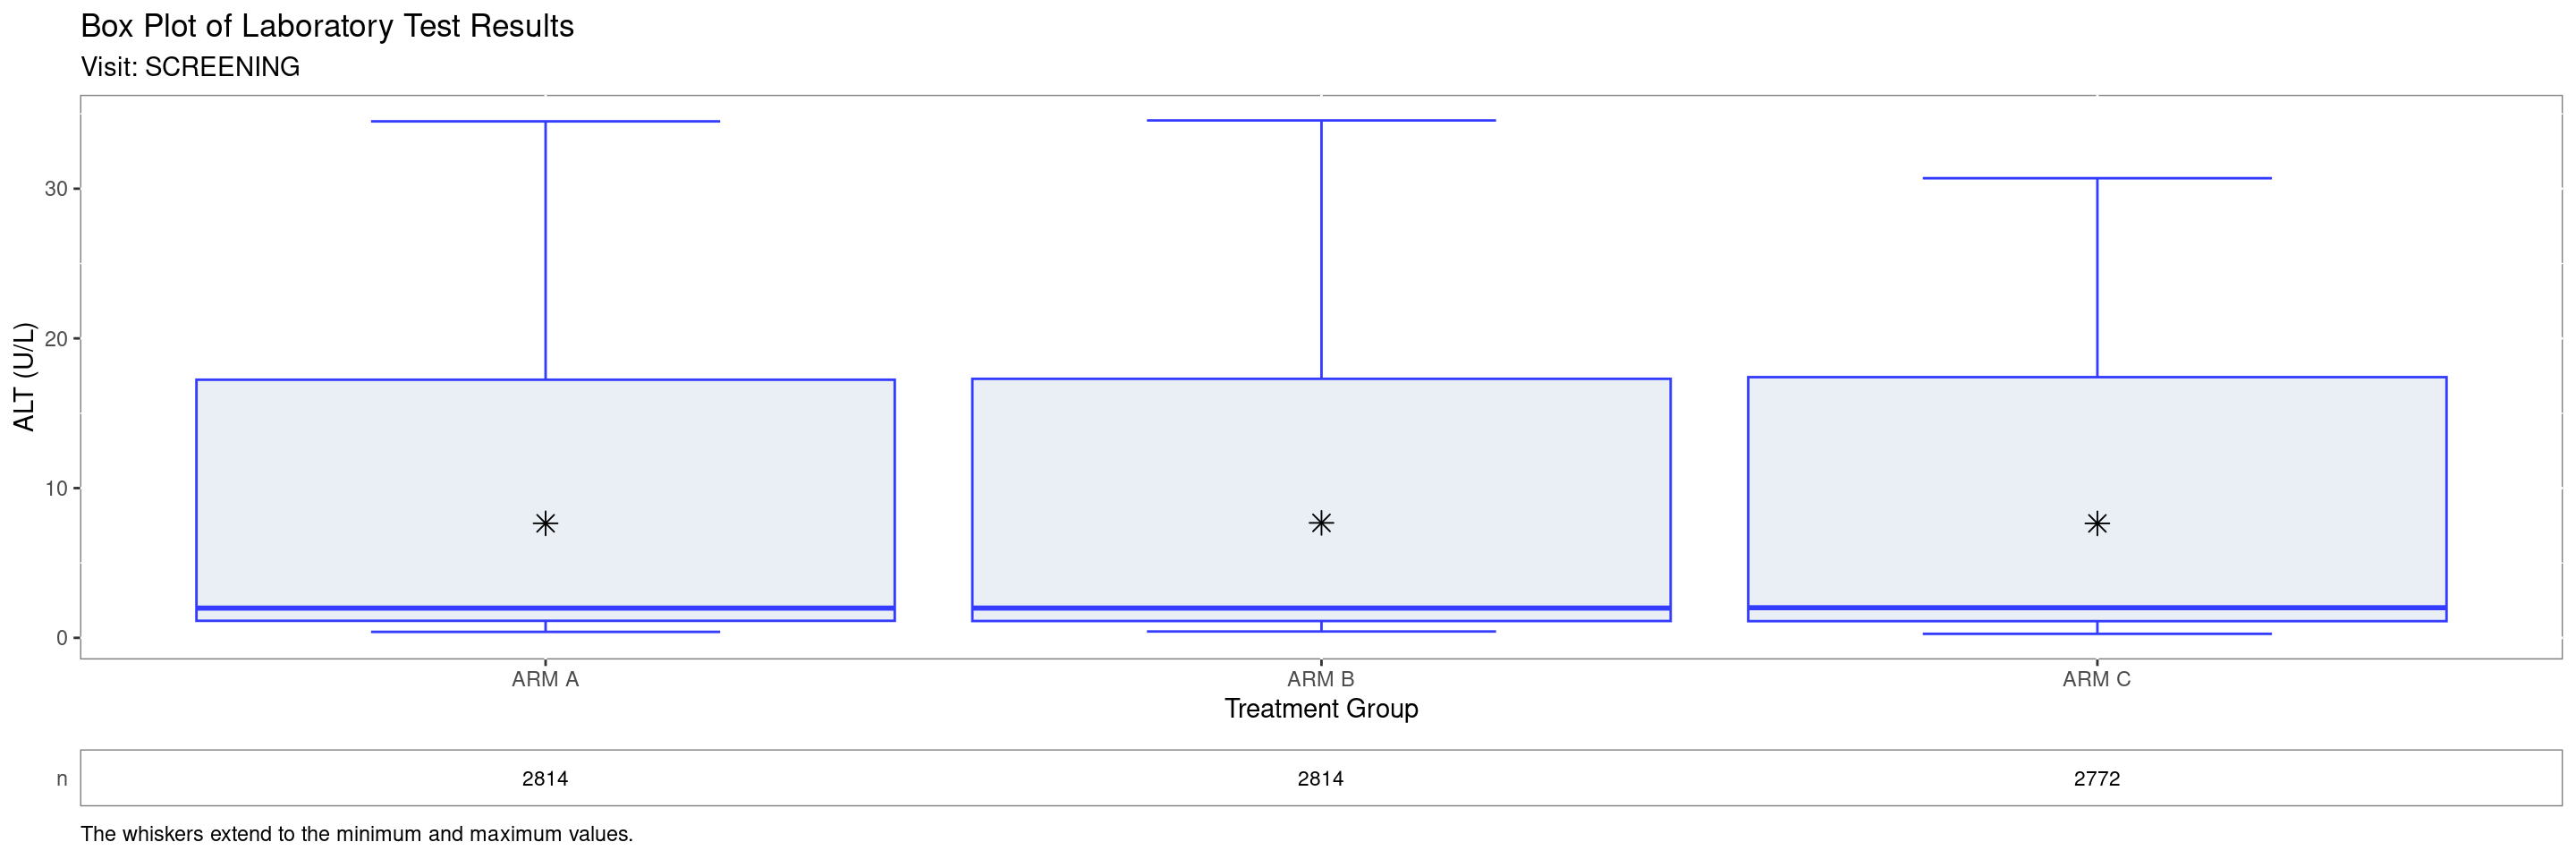 Box Plot of Laboratory Test Results
Visit: SCREENING
ALT (U/L)
30
20
10
0
ARM A ARM B ARM C
Treatment Group
n 2814 2814 2772
The whiskers extend to the minimum and maximum values.